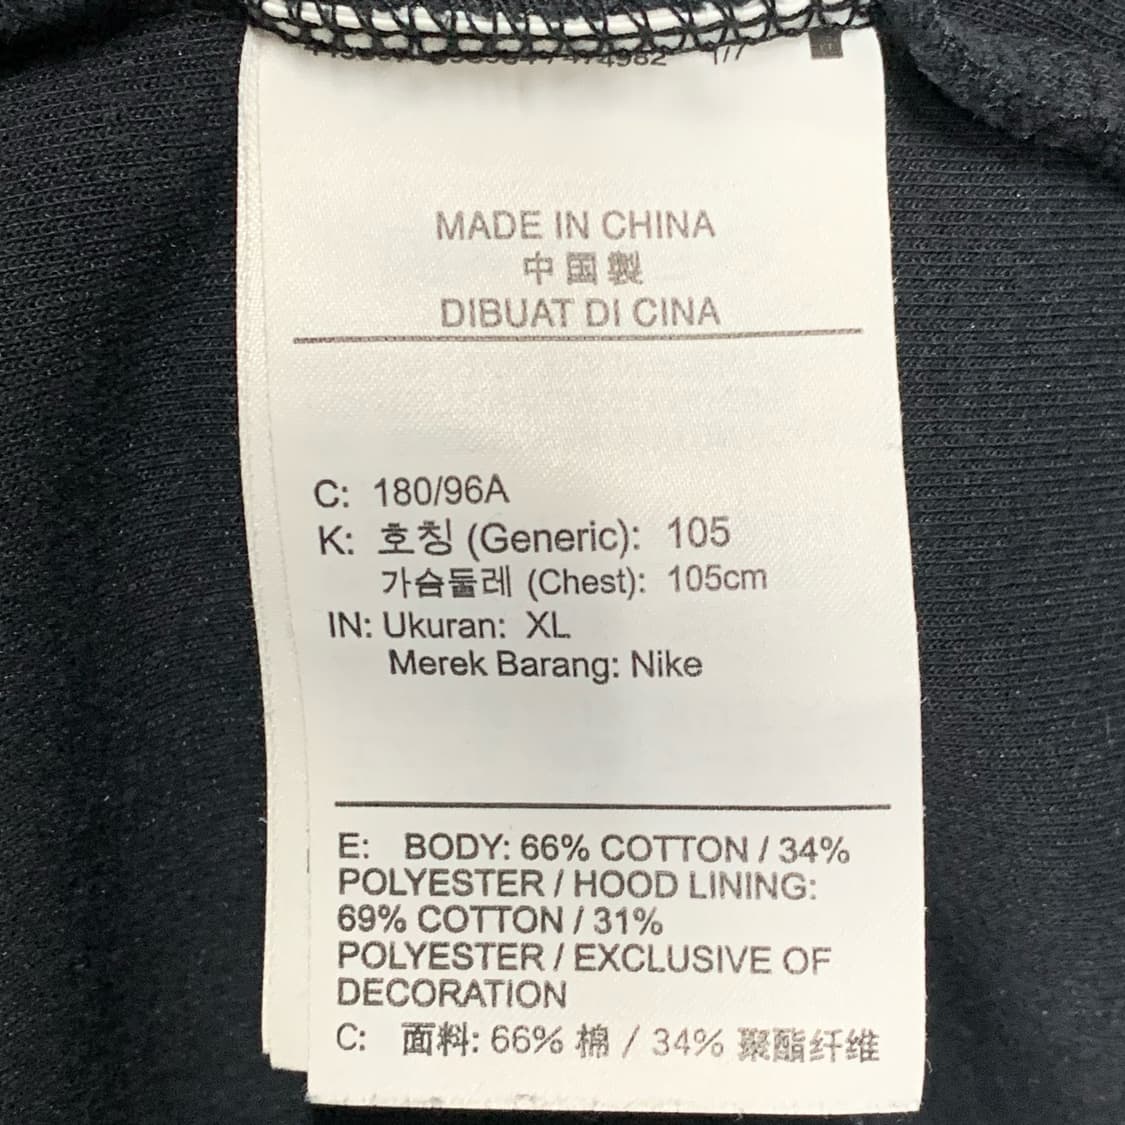 MADE IN CHINA
中国製
DIBUAT DI CINA
C: 180/96A
K: 호칭 (Generic): 105
가슴둘레 (Chest): 105cm
IN: Ukuran: XL
Merek Barang: Nike
E: BODY: 66% COTTON / 34%
POLYESTER / HOOD LINING:
69% COTTON / 31%
POLYESTER / EXCLUSIVE OF
DECORATION
C: 面料: 66% 棉 / 34% 聚酯纤维